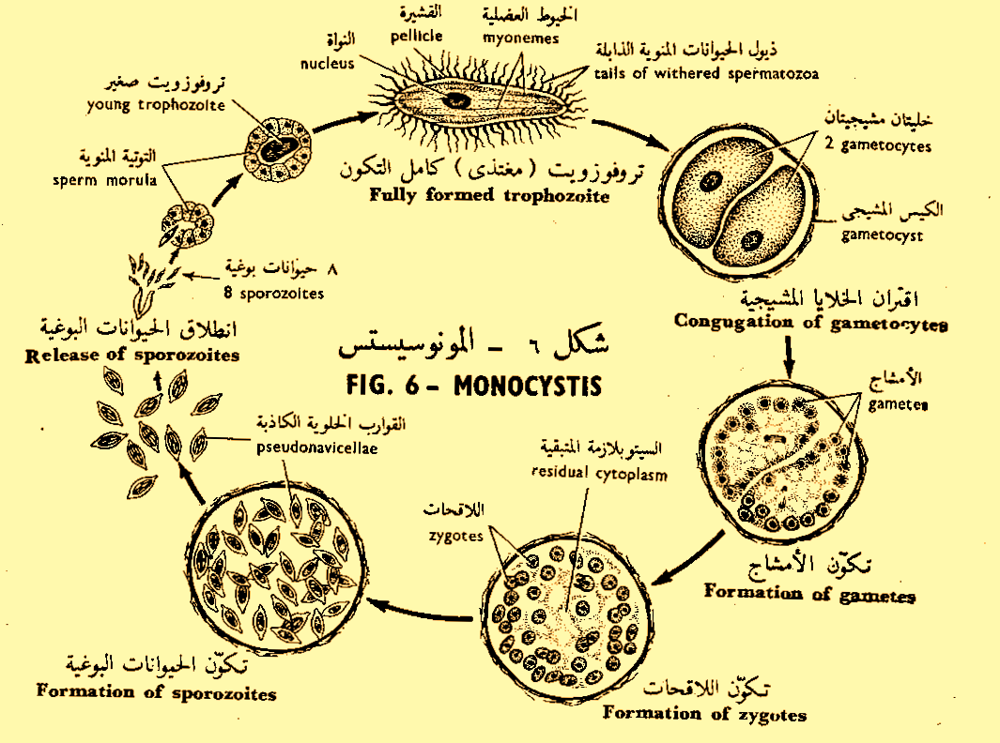 القشيرة
pellicle
الخيوط العضلية
myonemes
النواة
nucleus
ذيول الحيوانات المنوية الذابلة
tails of withered spermatozoa
تروفوزويت صغير
young trophozoite
التوتية المنوية
sperm morula
تروفوزويت ( مغتذى ) كامل التكون
Fully formed trophozoite
خليتان مشيجيتان
2 gametocytes
الكيس المشيجى
gametocyst
٨ حيوانات بوغية
8 sporozoites
اقتران الخلايا المشيجية
Congugation of gametocytes
انطلاق الحيوانات البوغية
Release of sporozoites
شكل ٦ - المونوسيستس
FIG. 6 - MONOCYSTIS
الأمشاج
gametes
القوارب الخلوية الكاذبة
pseudonavicellae
السيتوبلازمة المتبقية
residual cytoplasm
اللاقحات
zygotes
تكوّن الأمشاج
Formation of gametes
تكوّن الحيوانات البوغية
Formation of sporozoites
تكوّن اللاقحات
Formation of zygotes